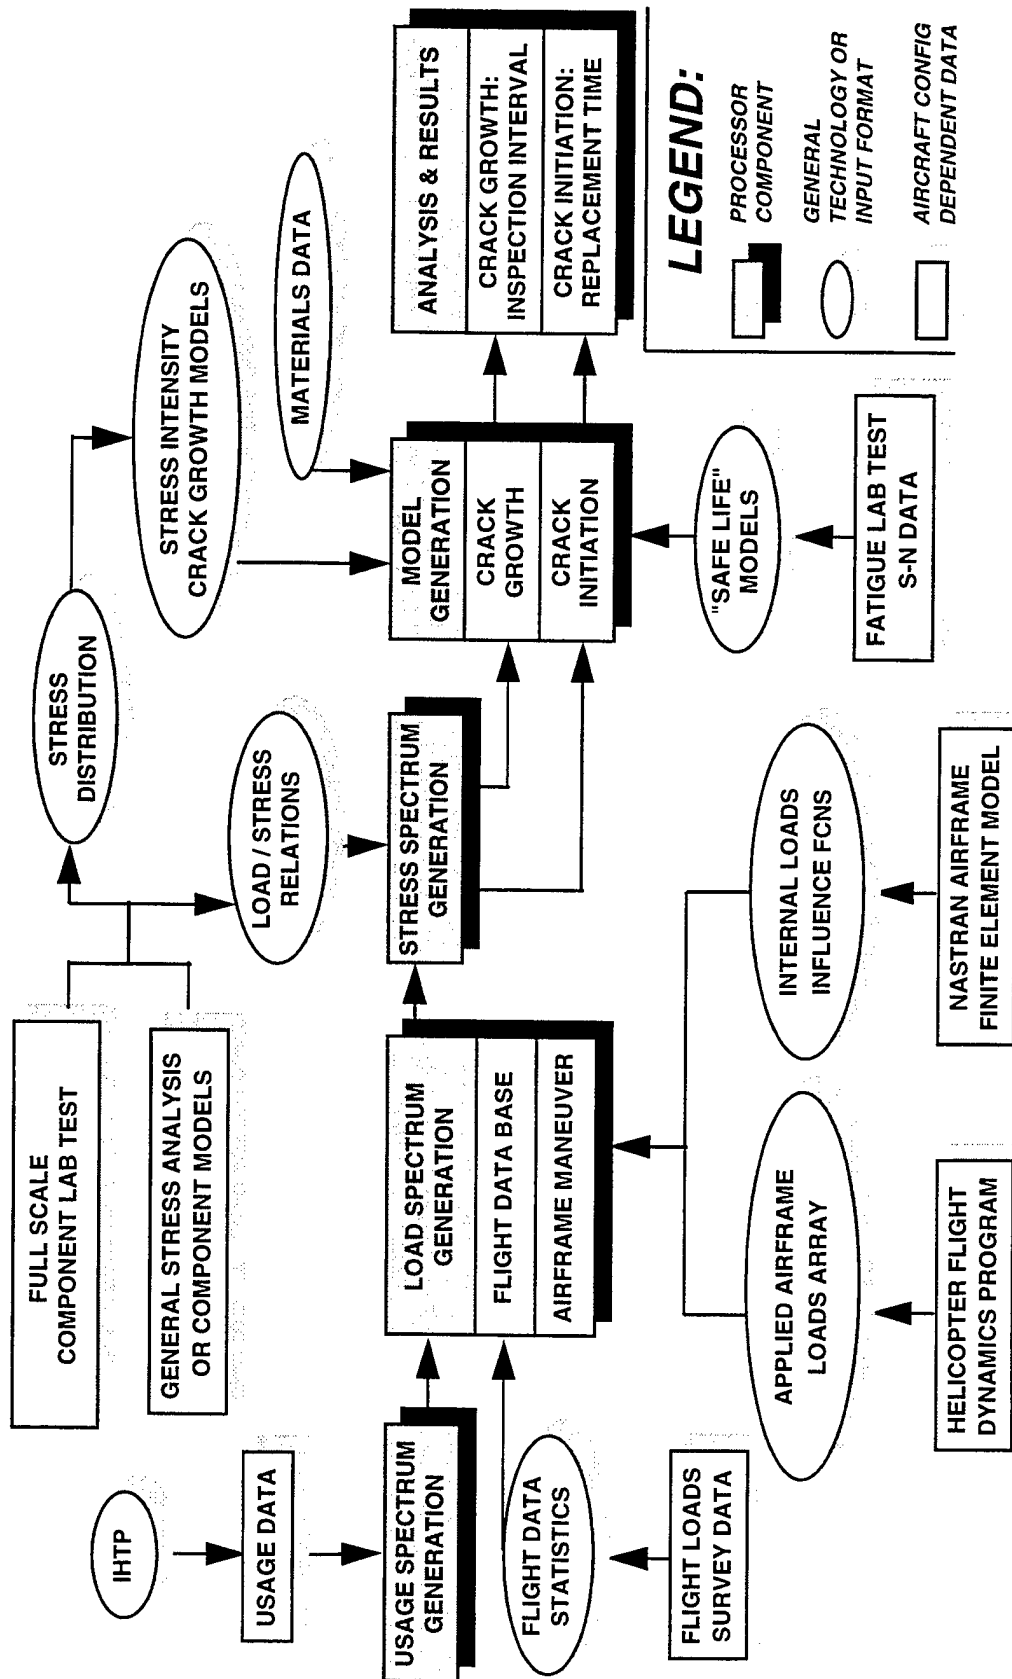 IHTP
USAGE DATA
USAGE SPECTRUM
GENERATION
FLIGHT DATA
STATISTICS
FLIGHT LOADS
SURVEY DATA
FULL SCALE
COMPONENT LAB TEST
GENERAL STRESS ANALYSIS
OR COMPONENT MODELS
LOAD SPECTRUM
GENERATION
FLIGHT DATA BASE
AIRFRAME MANEUVER
APPLIED AIRFRAME
LOADS ARRAY
HELICOPTER FLIGHT
DYNAMICS PROGRAM
STRESS
DISTRIBUTION
LOAD / STRESS
RELATIONS
STRESS SPECTRUM
GENERATION
INTERNAL LOADS
INFLUENCE FCNS
NASTRAN AIRFRAME
FINITE ELEMENT MODEL
STRESS INTENSITY
CRACK GROWTH MODELS
MATERIALS DATA
MODEL
GENERATION
CRACK
GROWTH
CRACK
INITIATION
"SAFE LIFE"
MODELS
FATIGUE LAB TEST
S-N DATA
ANALYSIS & RESULTS
CRACK GROWTH:
INSPECTION INTERVAL
CRACK INITIATION:
REPLACEMENT TIME
LEGEND:
PROCESSOR
COMPONENT
GENERAL
TECHNOLOGY OR
INPUT FORMAT
AIRCRAFT CONFIG
DEPENDENT DATA